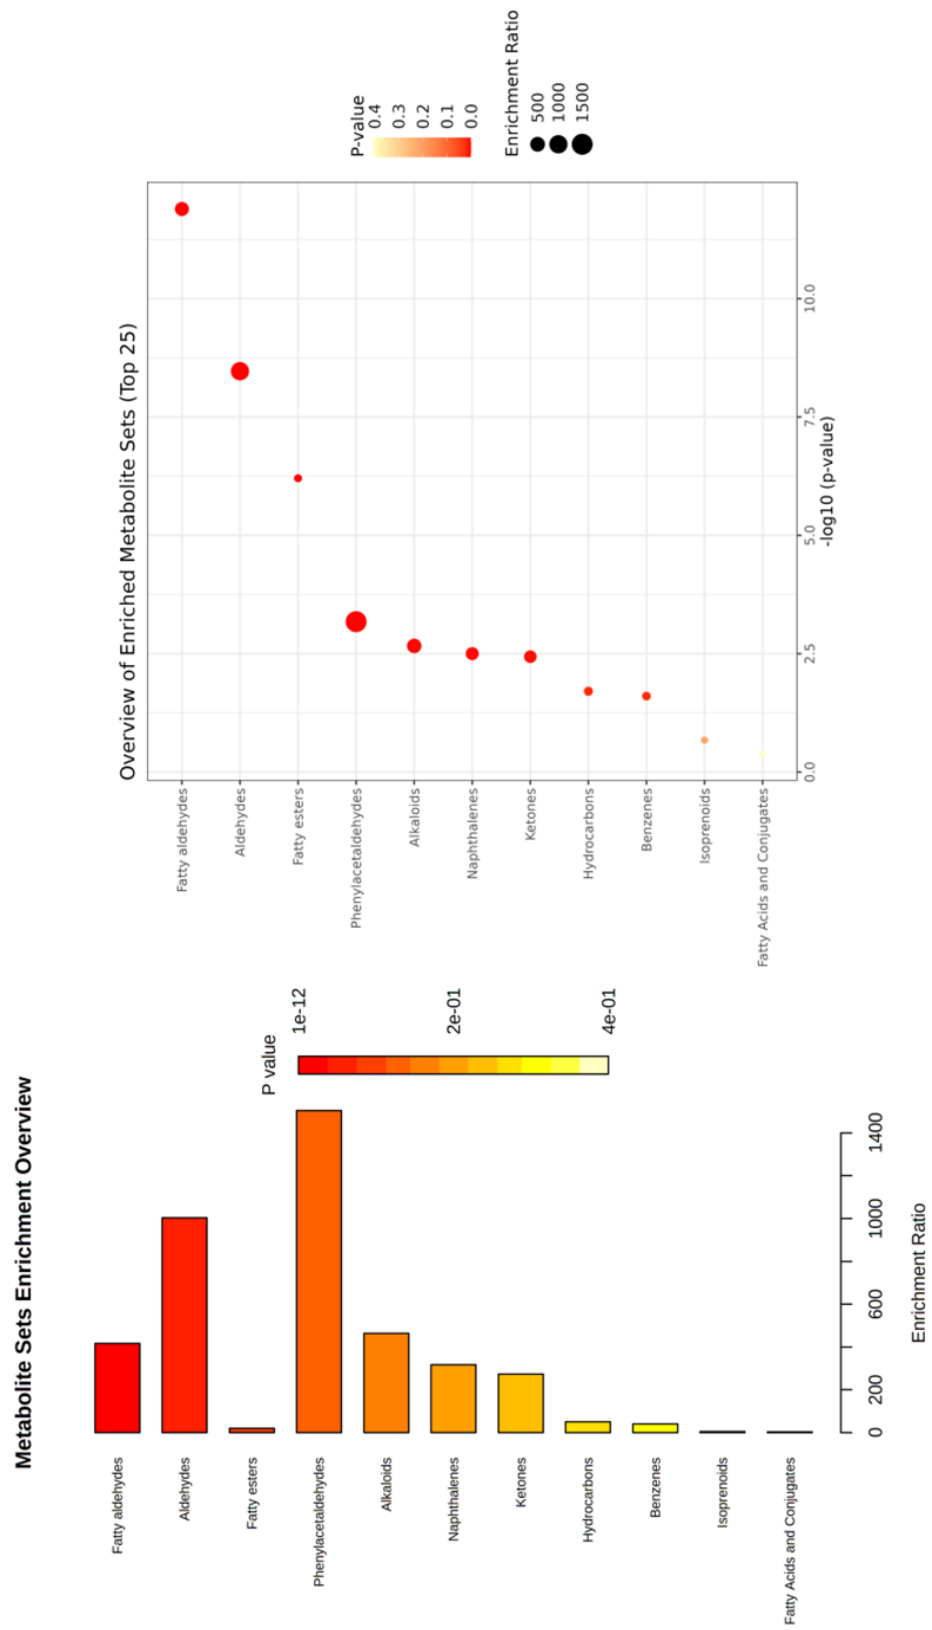 Metabolite Sets Enrichment Overview
Fatty aldehydes
Aldehydes
Fatty esters
Phenylacetaldehydes
Alkaloids
Naphthalenes
Ketones
Hydrocarbons
Benzenes
Isoprenoids
Fatty Acids and Conjugates
0
200
600
1000
1400
Enrichment Ratio
P value
1e-12
2e-01
4e-01
Overview of Enriched Metabolite Sets (Top 25)
Fatty aldehydes
Aldehydes
Fatty esters
Phenylacetaldehydes
Alkaloids
Naphthalenes
Ketones
Hydrocarbons
Benzenes
Isoprenoids
Fatty Acids and Conjugates
0.0
2.5
5.0
7.5
10.0
-log10 (p-value)
P-value
0.4
0.3
0.2
0.1
0.0
Enrichment Ratio
500
1000
1500